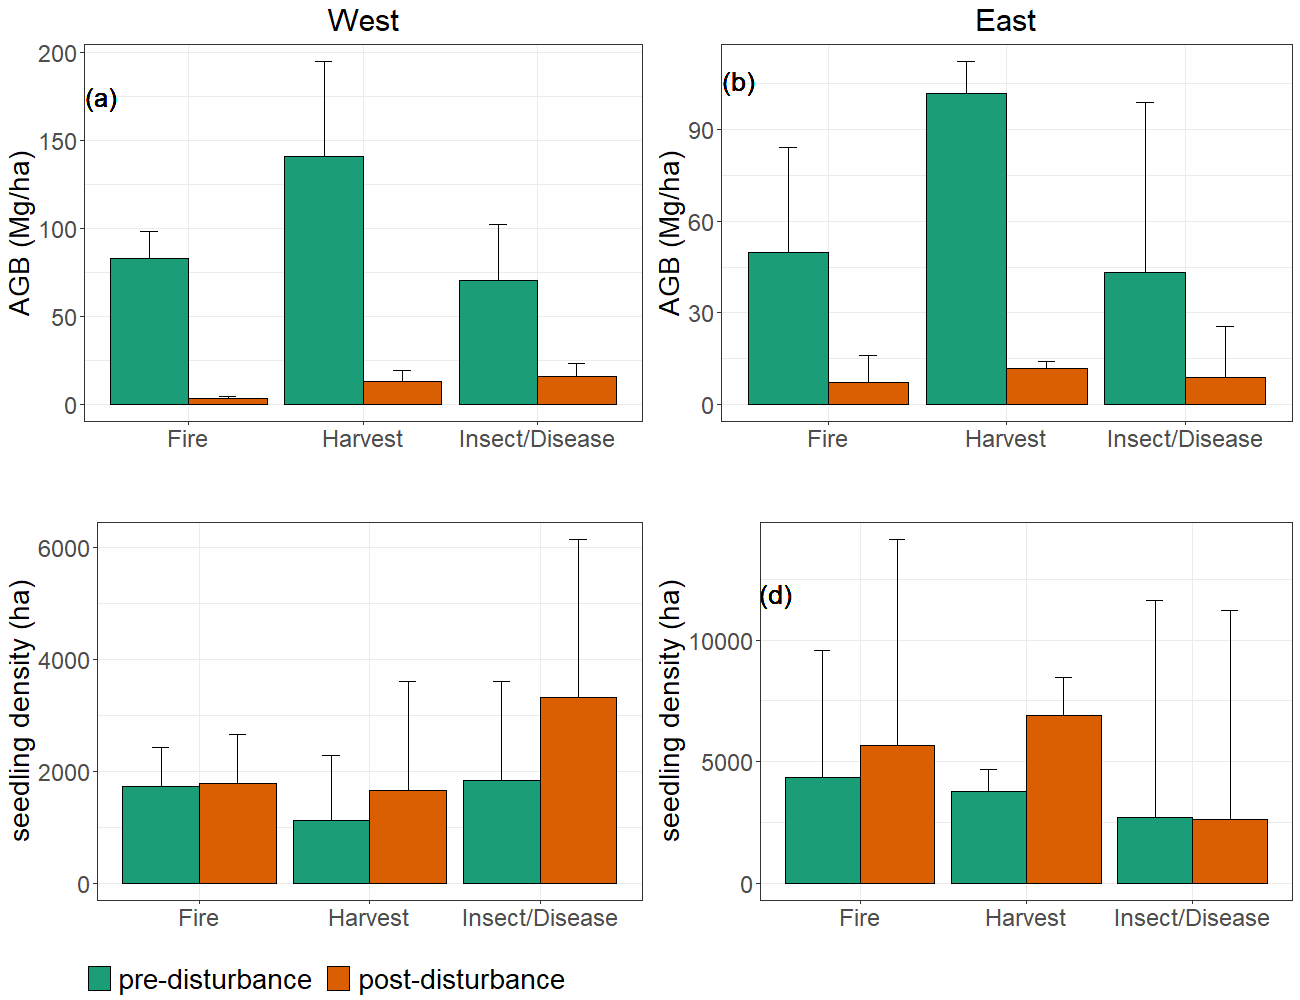 West
East
200
150
100
50
0
AGB (Mg/ha)
(a)
Fire Harvest Insect/Disease
90
60
30
0
AGB (Mg/ha)
(b)
Fire Harvest Insect/Disease
6000
4000
2000
0
seedling density (ha)
Fire Harvest Insect/Disease
10000
5000
0
seedling density (ha)
(d)
Fire Harvest Insect/Disease
pre-disturbance post-disturbance